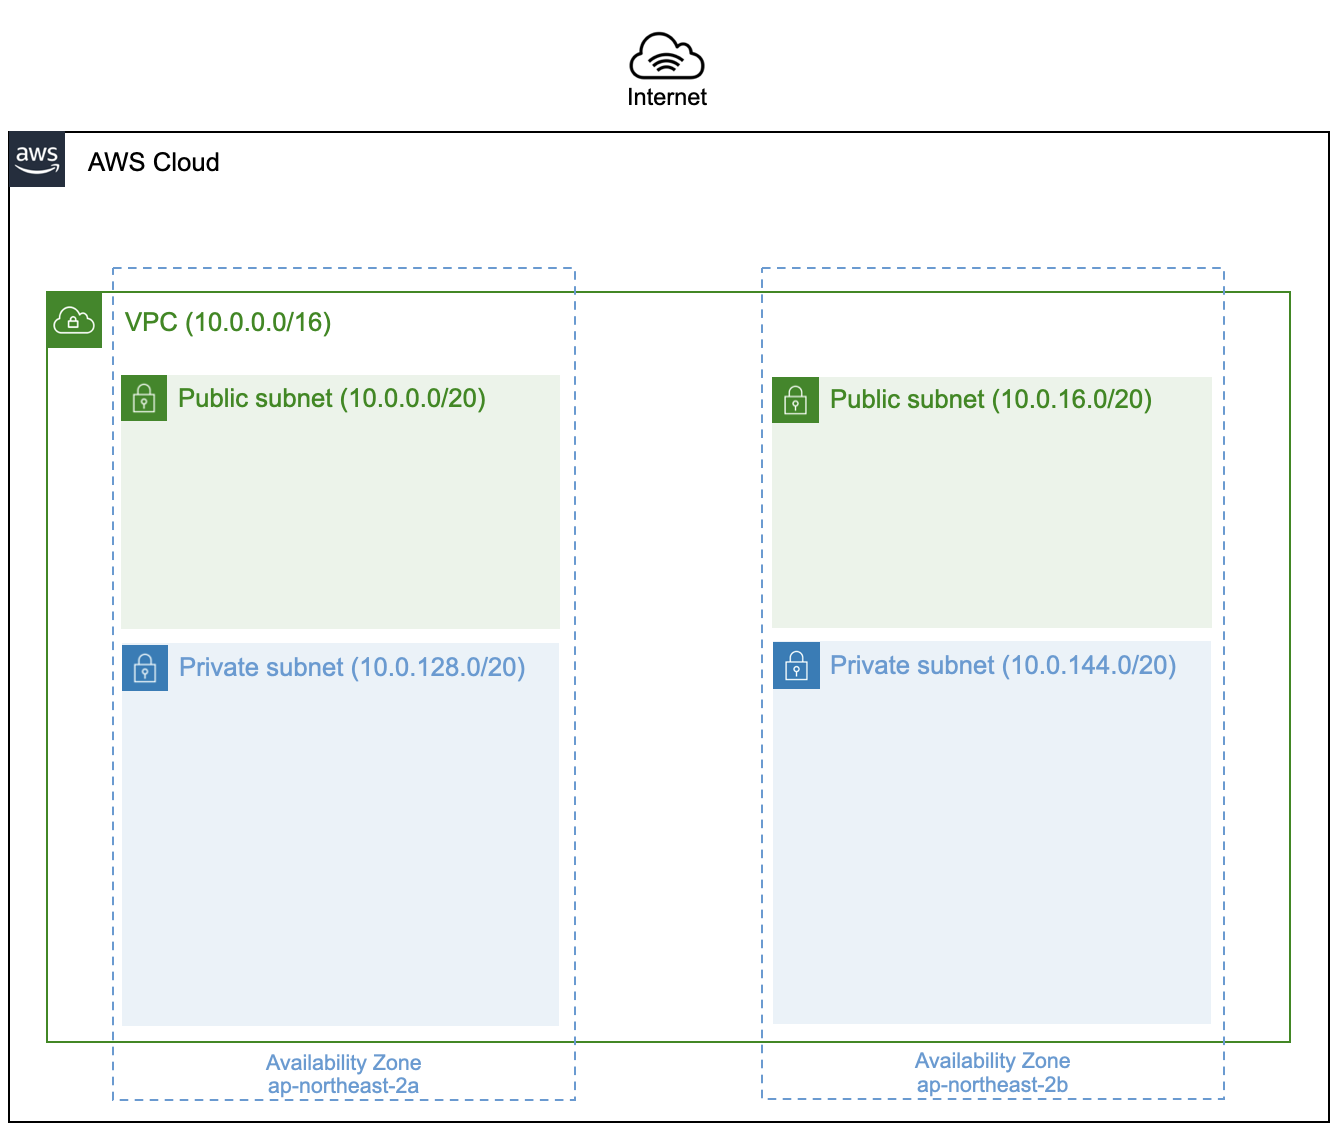 Internet
aws
AWS Cloud
VPC (10.0.0.0/16)
Public subnet (10.0.0.0/20)
Public subnet (10.0.16.0/20)
Private subnet (10.0.128.0/20)
Private subnet (10.0.144.0/20)
Availability Zone
ap-northeast-2a
Availability Zone
ap-northeast-2b